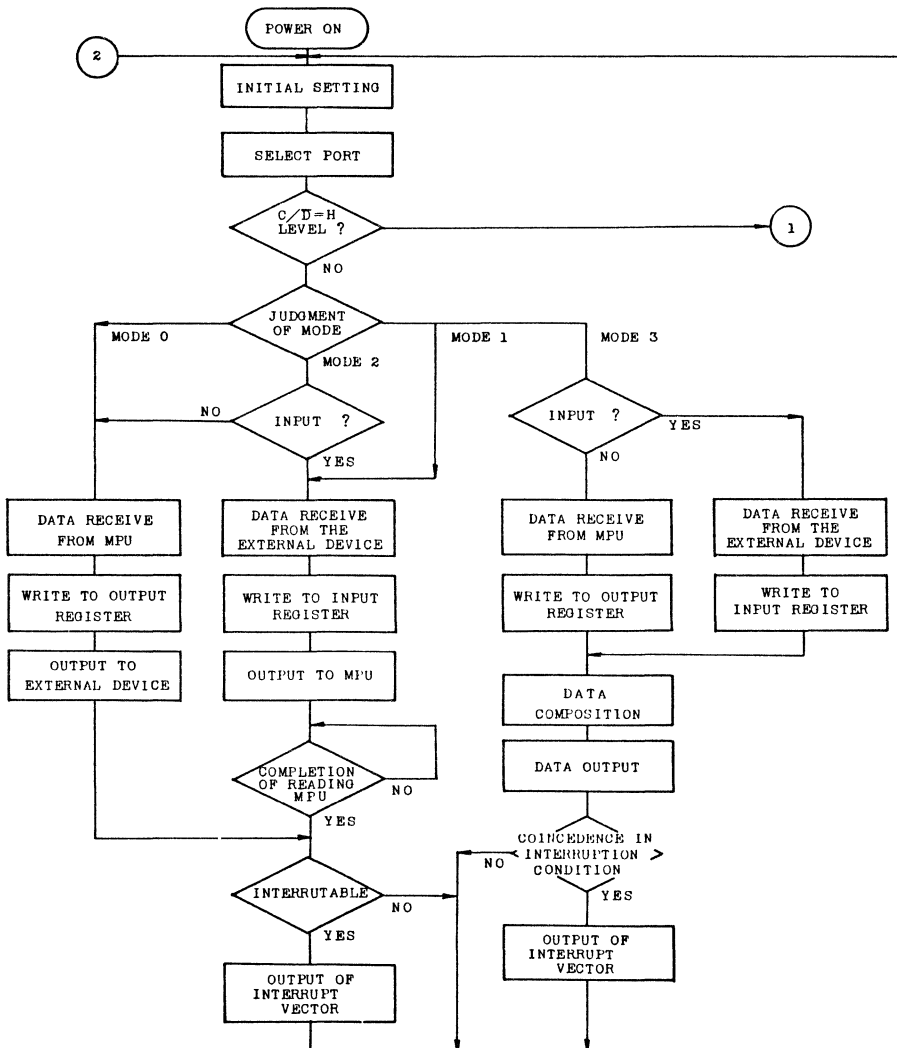 POWER ON
2
INITIAL SETTING
SELECT PORT
C/D̅=H
LEVEL ?
1
NO
JUDGMENT
OF MODE
MODE 0
MODE 1
MODE 3
MODE 2
NO
INPUT ?
INPUT ?
YES
YES
NO
DATA RECEIVE
FROM MPU
DATA RECEIVE
FROM THE
EXTERNAL DEVICE
DATA RECEIVE
FROM MPU
DATA RECEIVE
FROM THE
EXTERNAL DEVICE
WRITE TO OUTPUT
REGISTER
WRITE TO INPUT
REGISTER
WRITE TO OUTPUT
REGISTER
WRITE TO
INPUT REGISTER
OUTPUT TO
EXTERNAL DEVICE
OUTPUT TO MPU
DATA
COMPOSITION
COMPLETION
OF READING
MPU
NO
DATA OUTPUT
YES
COINCEDENCE IN
INTERRUPTION
CONDITION
NO
YES
INTERRUTABLE
NO
YES
OUTPUT OF
INTERRUPT
VECTOR
OUTPUT OF
INTERRUPT
VECTOR